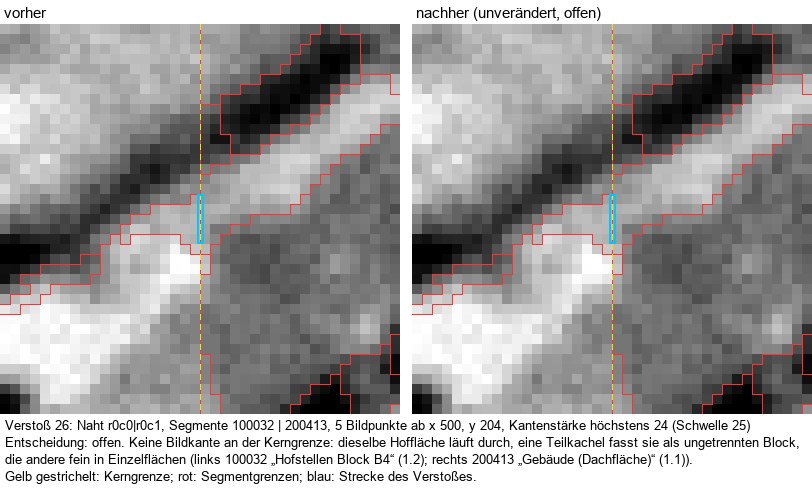 vorher
nachher (unverändert, offen)
Verstoß 26: Naht r0c0|r0c1, Segmente 100032 | 200413, 5 Bildpunkte ab x 500, y 204, Kantenstärke höchstens 24 (Schwelle 25)
Entscheidung: offen. Keine Bildkante an der Kerngrenze: dieselbe Hoffläche läuft durch, eine Teilkachel fasst sie als ungetrennten Block,
die andere fein in Einzelflächen (links 100032 „Hofstellen Block B4“ (1.2); rechts 200413 „Gebäude (Dachfläche)“ (1.1)).
Gelb gestrichelt: Kerngrenze; rot: Segmentgrenzen; blau: Strecke des Verstoßes.